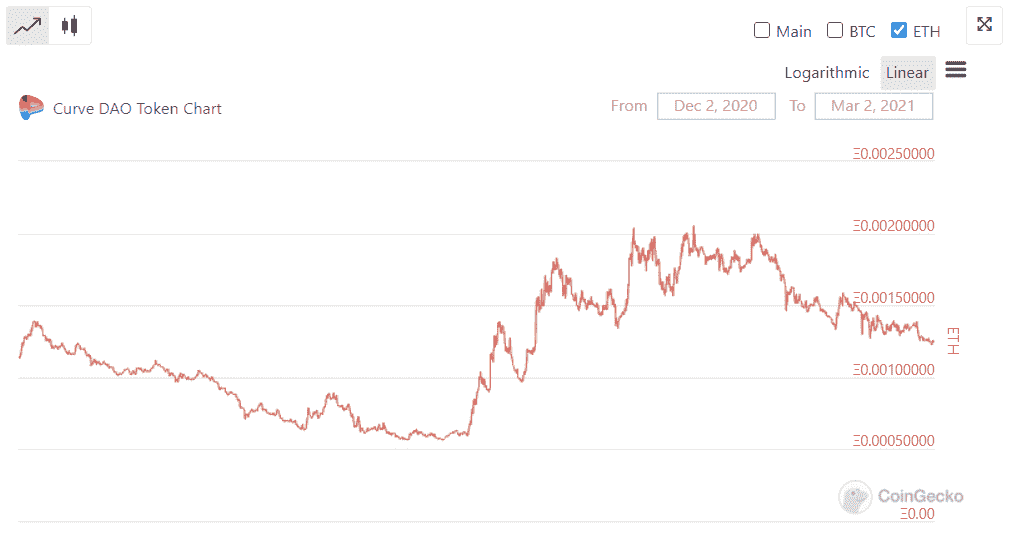 Main BTC ETH
Logarithmic Linear
Curve DAO Token Chart
From Dec 2, 2020 To Mar 2, 2021
Ξ0.00250000
Ξ0.00200000
Ξ0.00150000
ETH
Ξ0.00100000
Ξ0.00050000
CoinGecko
Ξ0.00